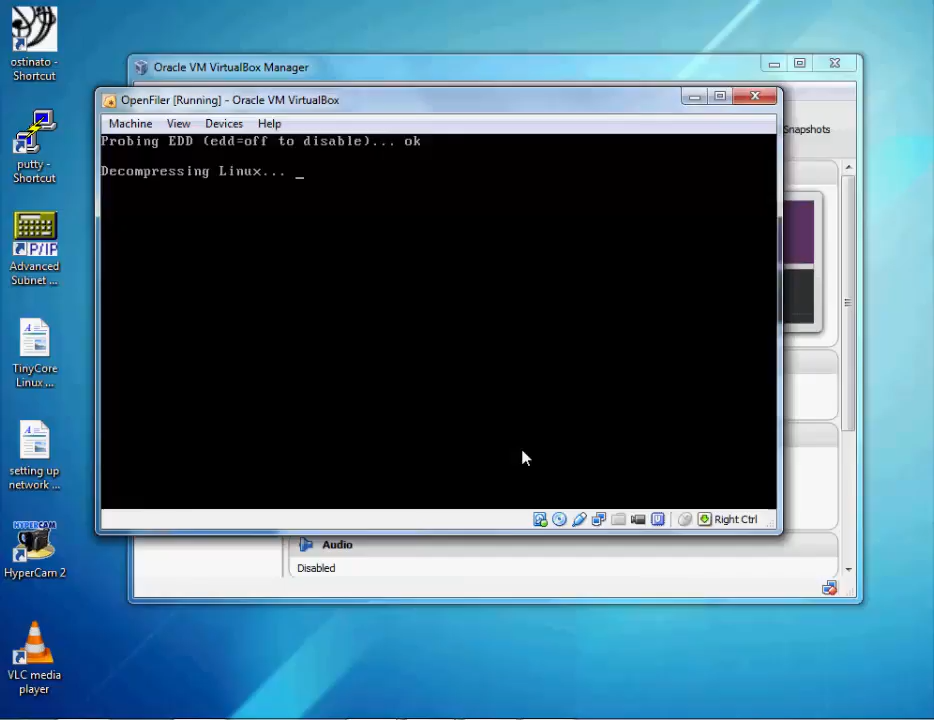 ostinato -
Shortcut
putty -
Shortcut
P/IP
Advanced
Subnet ...
TinyCore
Linux ...
setting up
network ...
HYPERCAM
HyperCam 2
VLC media
player
Oracle VM VirtualBox Manager
OpenFiler [Running] - Oracle VM VirtualBox
Machine View Devices Help
Probing EDD (edd=off to disable)... ok
Decompressing Linux... _
Right Ctrl
Snapshots
Audio
Disabled